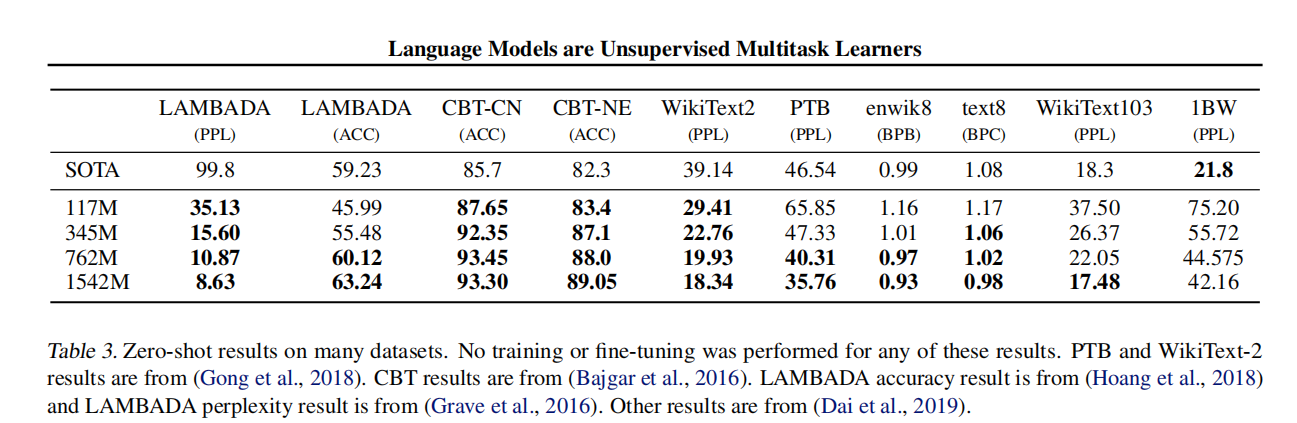 Language Models are Unsupervised Multitask Learners
LAMBADA LAMBADA CBT-CN CBT-NE WikiText2 PTB enwik8 text8 WikiText103 1BW
(PPL) (ACC) (ACC) (ACC) (PPL) (PPL) (BPB) (BPC) (PPL) (PPL)
SOTA 99.8 59.23 85.7 82.3 39.14 46.54 0.99 1.08 18.3 21.8
117M 35.13 45.99 87.65 83.4 29.41 65.85 1.16 1.17 37.50 75.20
345M 15.60 55.48 92.35 87.1 22.76 47.33 1.01 1.06 26.37 55.72
762M 10.87 60.12 93.45 88.0 19.93 40.31 0.97 1.02 22.05 44.575
1542M 8.63 63.24 93.30 89.05 18.34 35.76 0.93 0.98 17.48 42.16
Table 3. Zero-shot results on many datasets. No training or fine-tuning was performed for any of these results. PTB and WikiText-2
results are from (Gong et al., 2018). CBT results are from (Bajgar et al., 2016). LAMBADA accuracy result is from (Hoang et al., 2018)
and LAMBADA perplexity result is from (Grave et al., 2016). Other results are from (Dai et al., 2019).